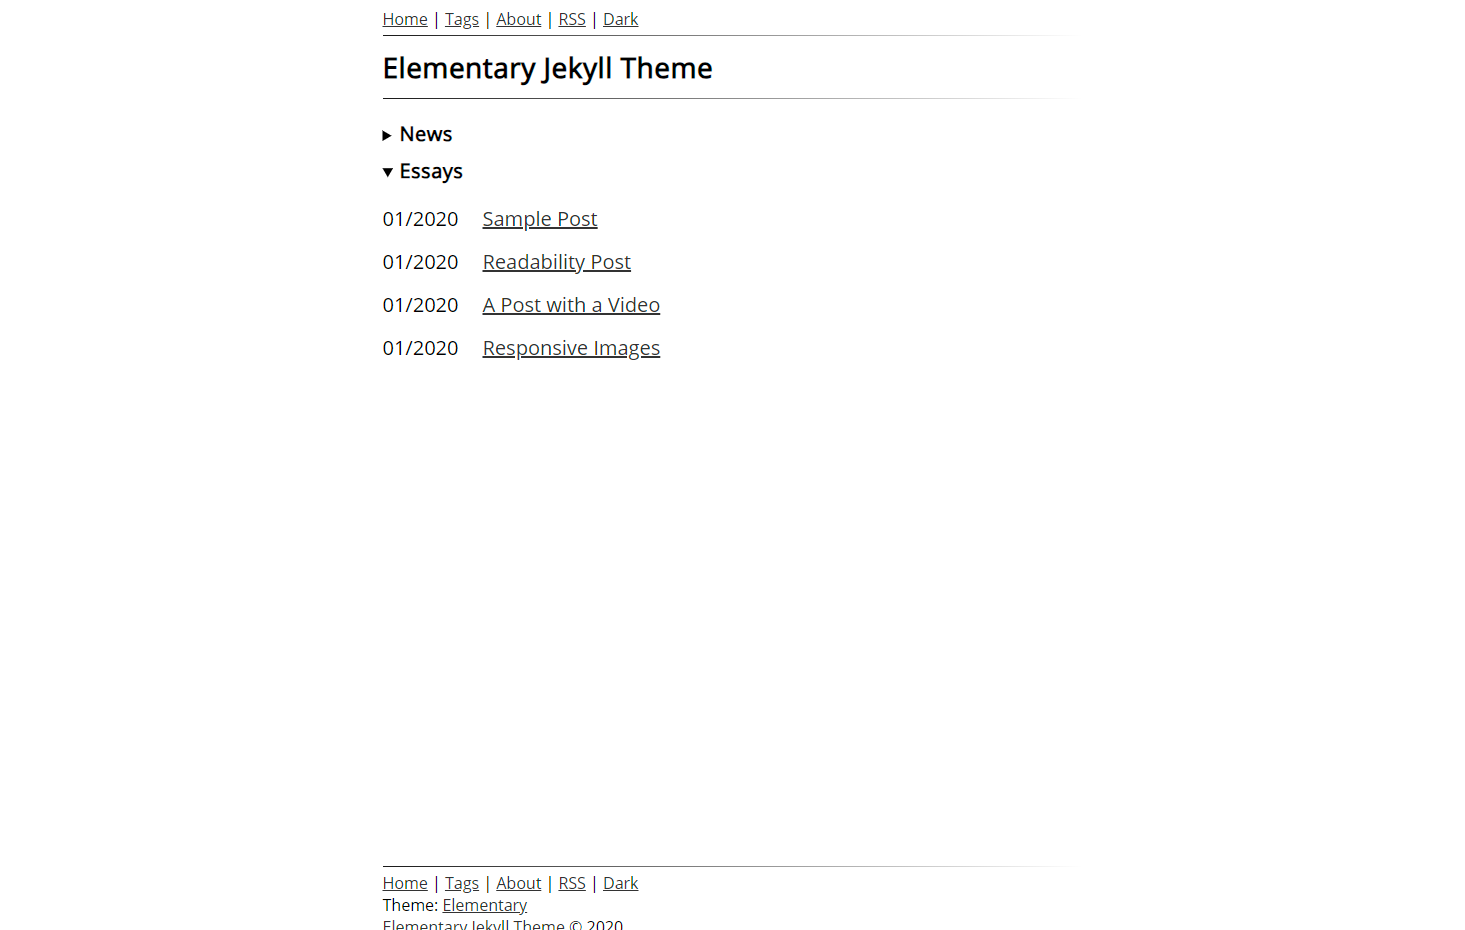 Home | Tags | About | RSS | Dark
Elementary Jekyll Theme
News
Essays
01/2020 Sample Post
01/2020 Readability Post
01/2020 A Post with a Video
01/2020 Responsive Images
Home | Tags | About | RSS | Dark
Theme: Elementary
Elementary Jekyll Theme © 2020